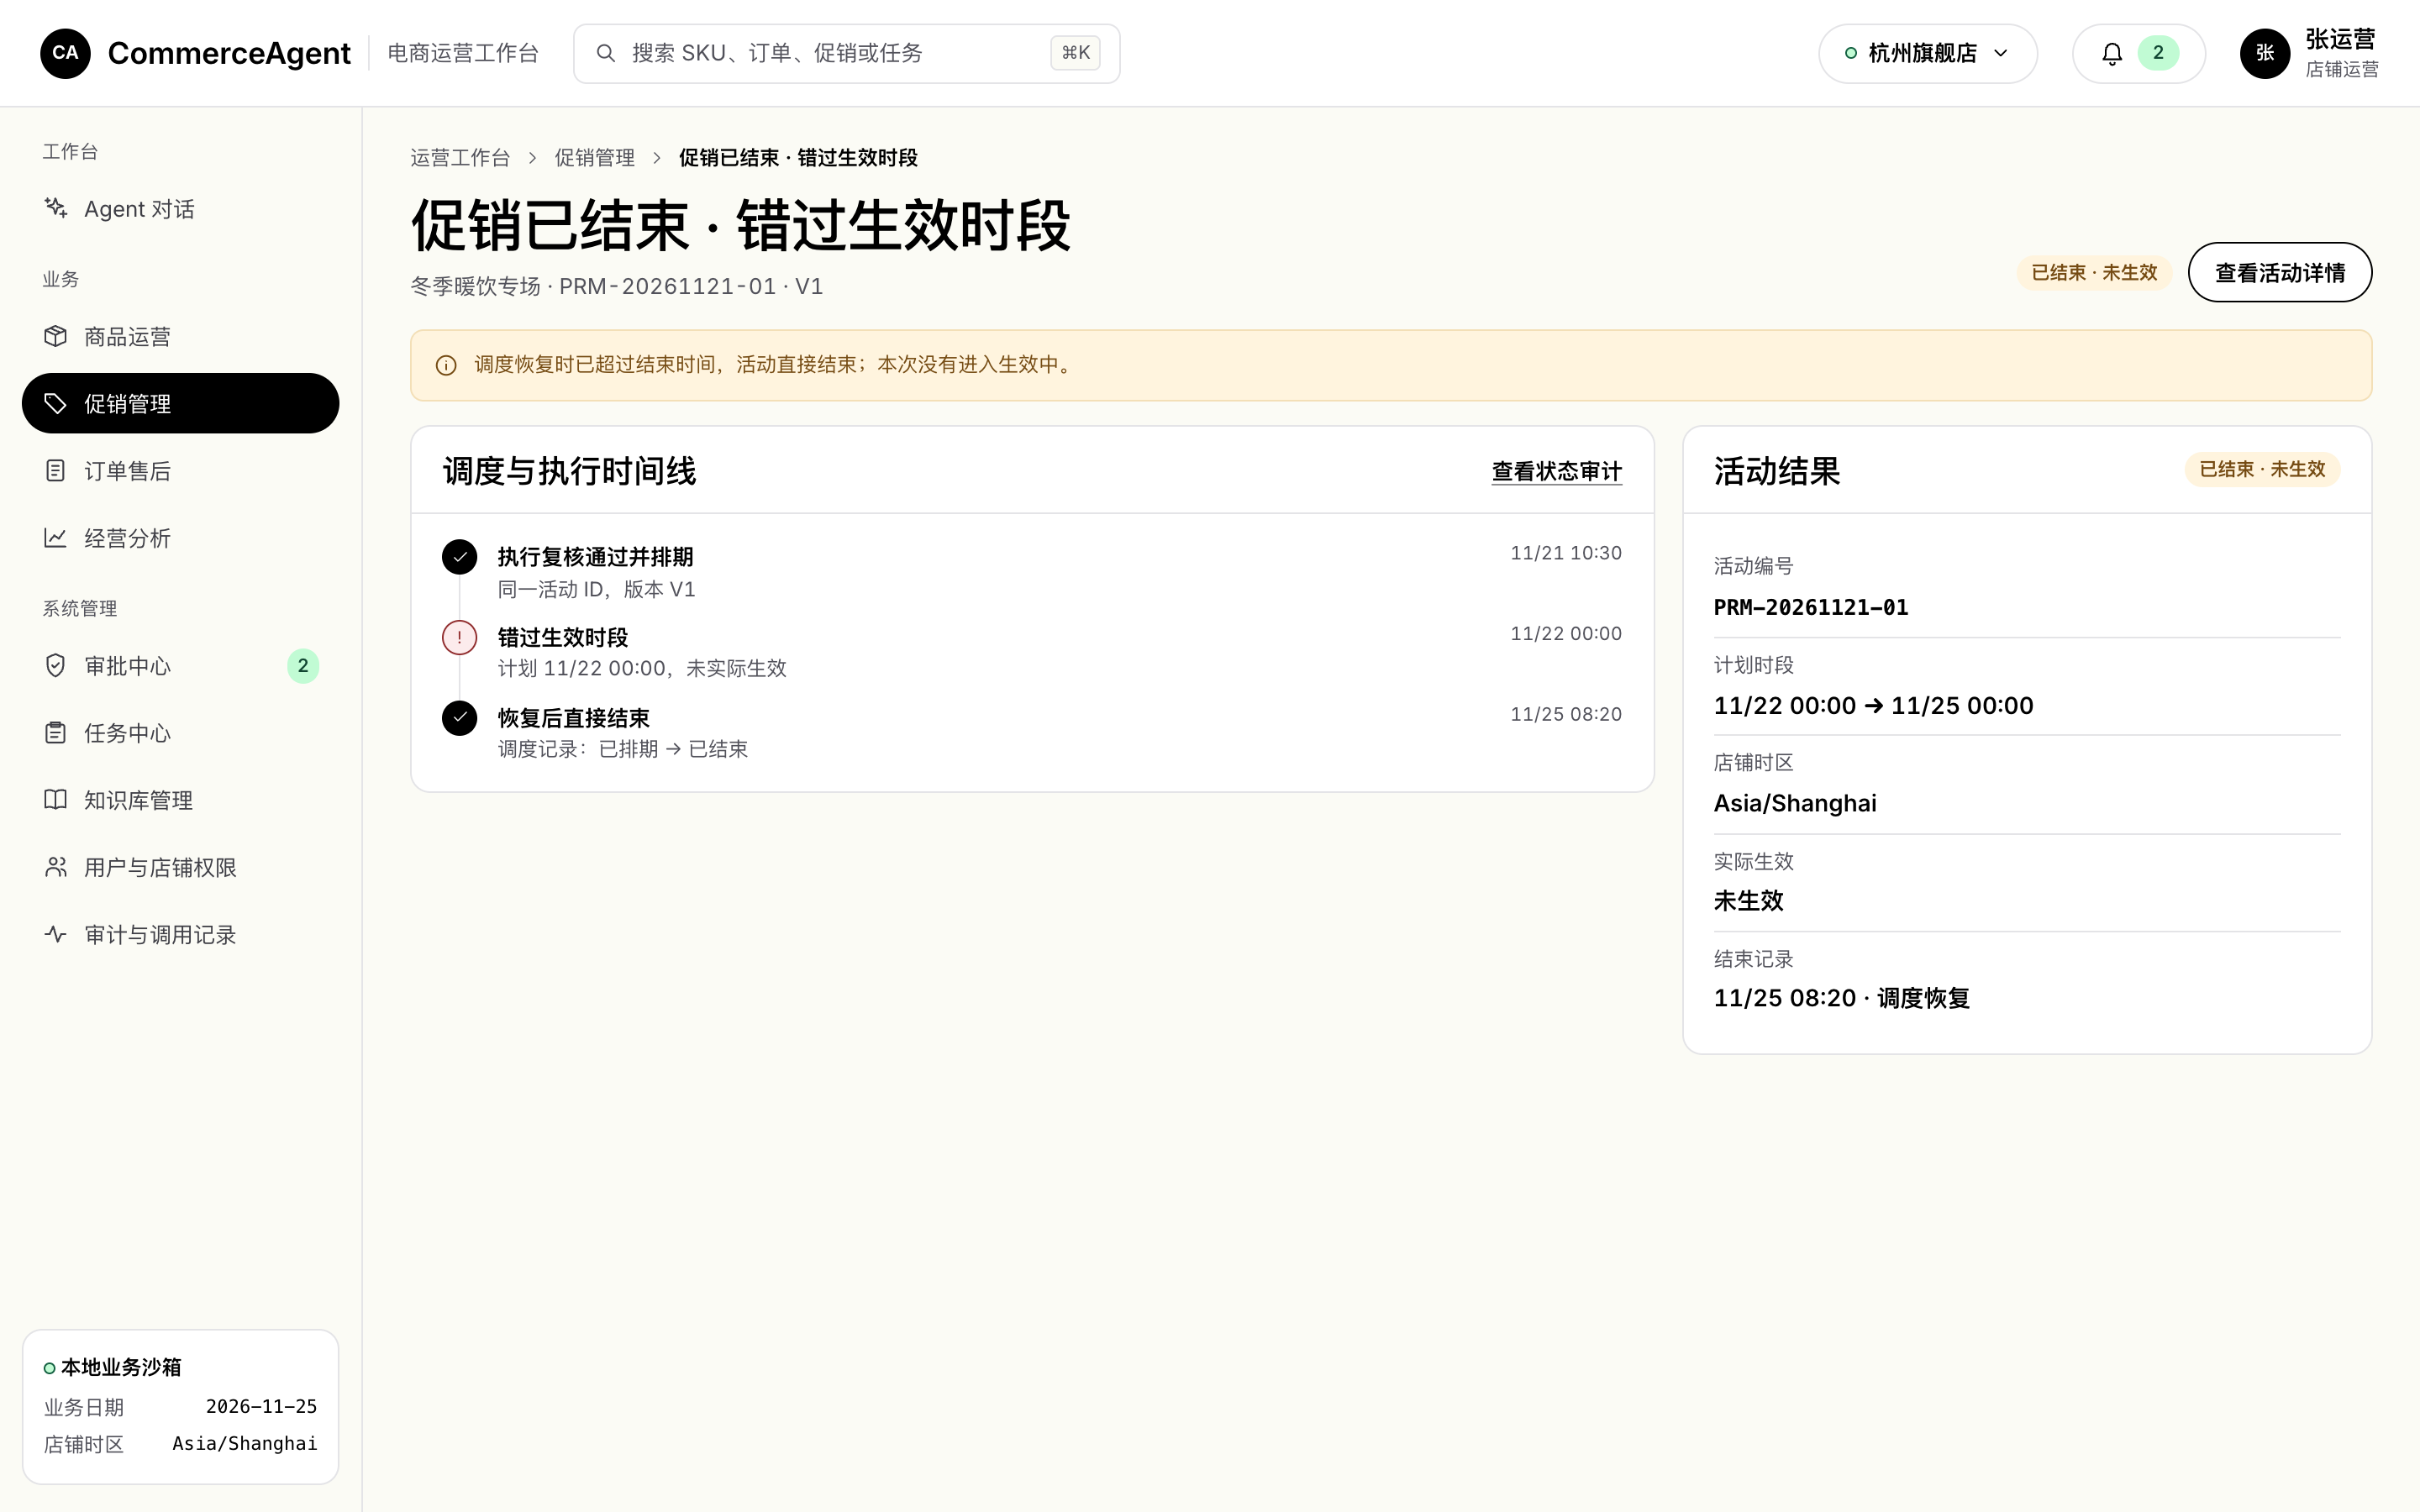 CA CommerceAgent 电商运营工作台 搜索 SKU、订单、促销或任务 ⌘K 杭州旗舰店 2 张 张运营
店铺运营
工作台
Agent 对话
业务
商品运营
促销管理
订单售后
经营分析
系统管理
审批中心 2
任务中心
知识库管理
用户与店铺权限
审计与调用记录
本地业务沙箱
业务日期 2026-11-25
店铺时区 Asia/Shanghai
运营工作台 > 促销管理 > 促销已结束 · 错过生效时段
促销已结束 · 错过生效时段
冬季暖饮专场 · PRM-20261121-01 · V1
已结束 · 未生效 查看活动详情
调度恢复时已超过结束时间，活动直接结束；本次没有进入生效中。
调度与执行时间线 查看状态审计
执行复核通过并排期 11/21 10:30
同一活动 ID，版本 V1
错过生效时段 11/22 00:00
计划 11/22 00:00，未实际生效
恢复后直接结束 11/25 08:20
调度记录：已排期 → 已结束
活动结果 已结束 · 未生效
活动编号
PRM-20261121-01
计划时段
11/22 00:00 → 11/25 00:00
店铺时区
Asia/Shanghai
实际生效
未生效
结束记录
11/25 08:20 · 调度恢复